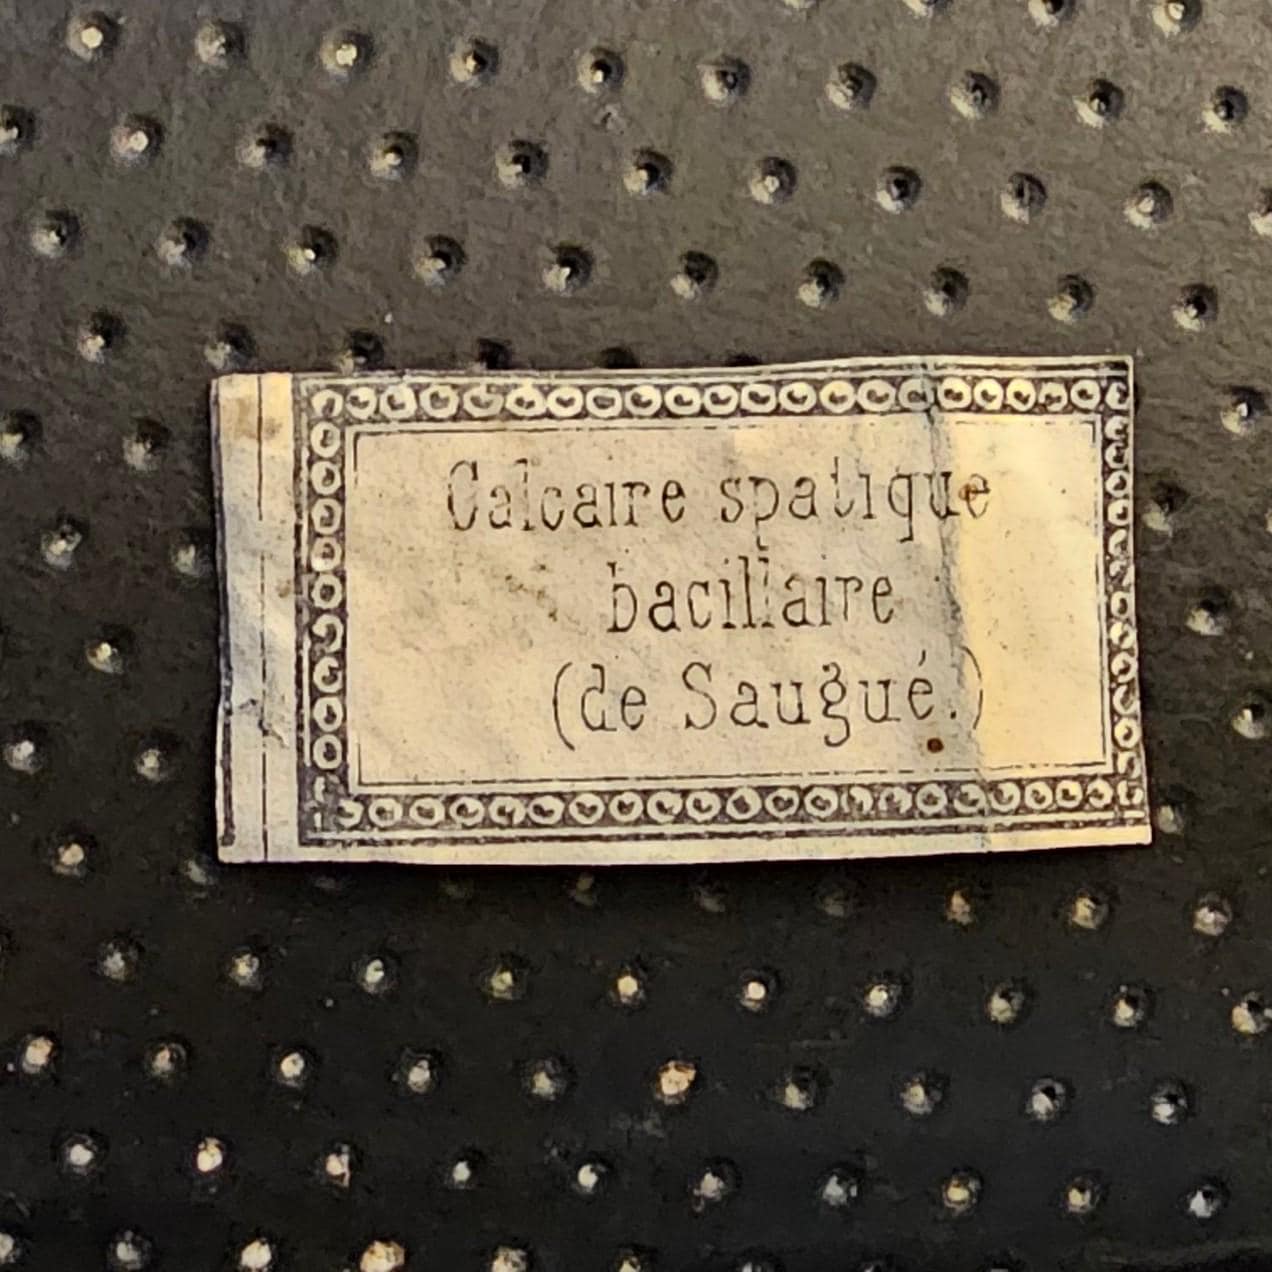 Calcaire spatique
bacillaire
(de Saugué.)